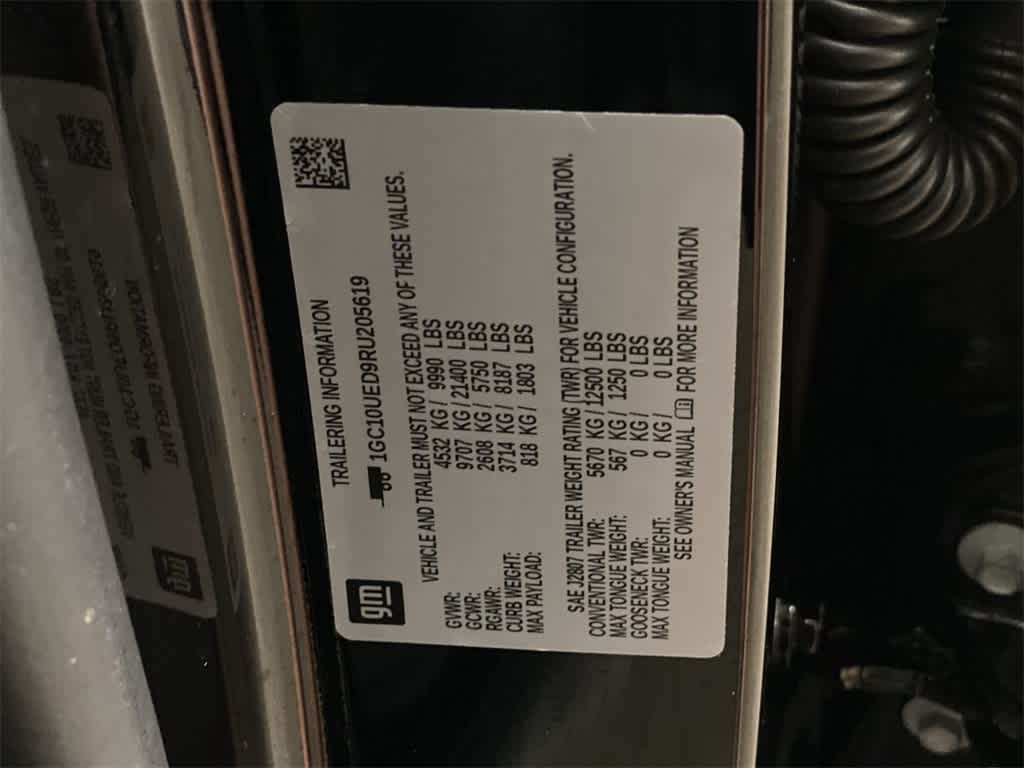 gm
TRAILERING INFORMATION
1GC10UED9RU205619
VEHICLE AND TRAILER MUST NOT EXCEED ANY OF THESE VALUES.
GVWR: 4532 KG / 9990 LBS
GCWR: 9707 KG / 21400 LBS
RGAWR: 2608 KG / 5750 LBS
CURB WEIGHT: 3714 KG / 8187 LBS
MAX PAYLOAD: 818 KG / 1803 LBS
SAE J2807 TRAILER WEIGHT RATING (TWR) FOR VEHICLE CONFIGURATION.
CONVENTIONAL TWR: 5670 KG / 12500 LBS
MAX TONGUE WEIGHT: 567 KG / 1250 LBS
GOOSENECK TWR: 0 KG / 0 LBS
MAX TONGUE WEIGHT: 0 KG / 0 LBS
SEE OWNER'S MANUAL FOR MORE INFORMATION